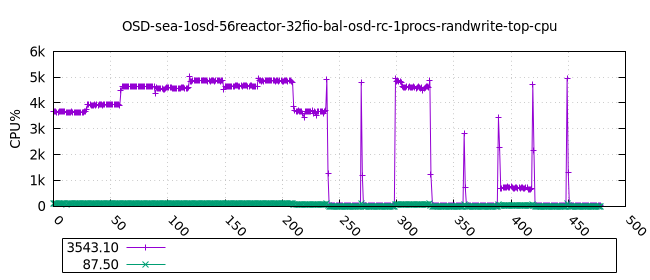 OSD-sea-1osd-56reactor-32fio-bal-osd-rc-1procs-randwrite-top-cpu
6k
5k
4k
3k
2k
1k
0
CPU%
0 50 100 150 200 250 300 350 400 450 500
3543.10
87.50